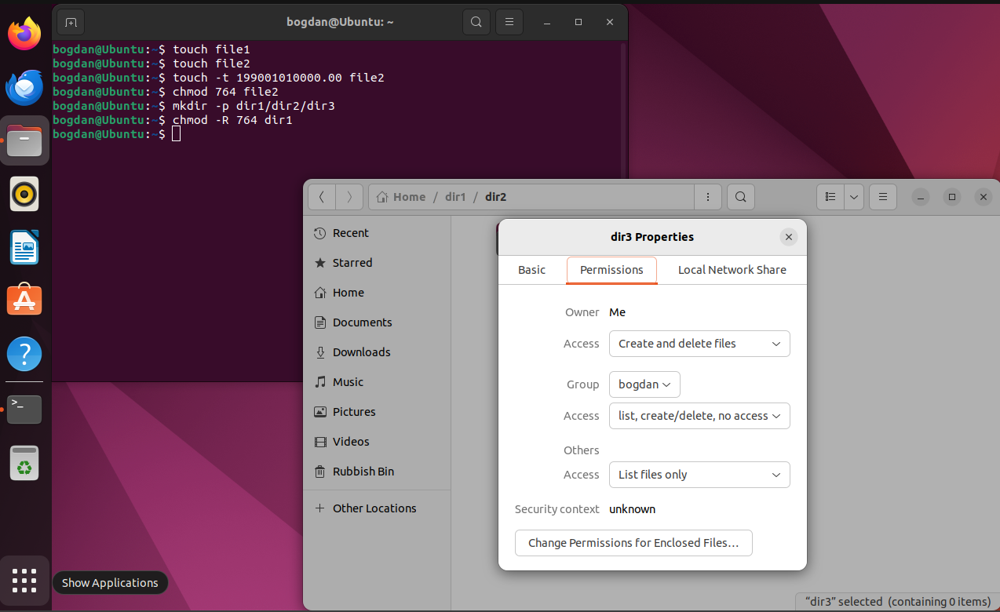 bogdan@Ubuntu: ~
bogdan@Ubuntu:~$ touch file1
bogdan@Ubuntu:~$ touch file2
bogdan@Ubuntu:~$ touch -t 199001010000.00 file2
bogdan@Ubuntu:~$ chmod 764 file2
bogdan@Ubuntu:~$ mkdir -p dir1/dir2/dir3
bogdan@Ubuntu:~$ chmod -R 764 dir1
bogdan@Ubuntu:~$
Home / dir1 / dir2
Recent
Starred
Home
Documents
Downloads
Music
Pictures
Videos
Rubbish Bin
+ Other Locations
dir3 Properties
Basic Permissions Local Network Share
Owner Me
Access Create and delete files
Group bogdan
Access list, create/delete, no access
Others
Access List files only
Security context unknown
Change Permissions for Enclosed Files…
Show Applications
“dir3” selected (containing 0 items)